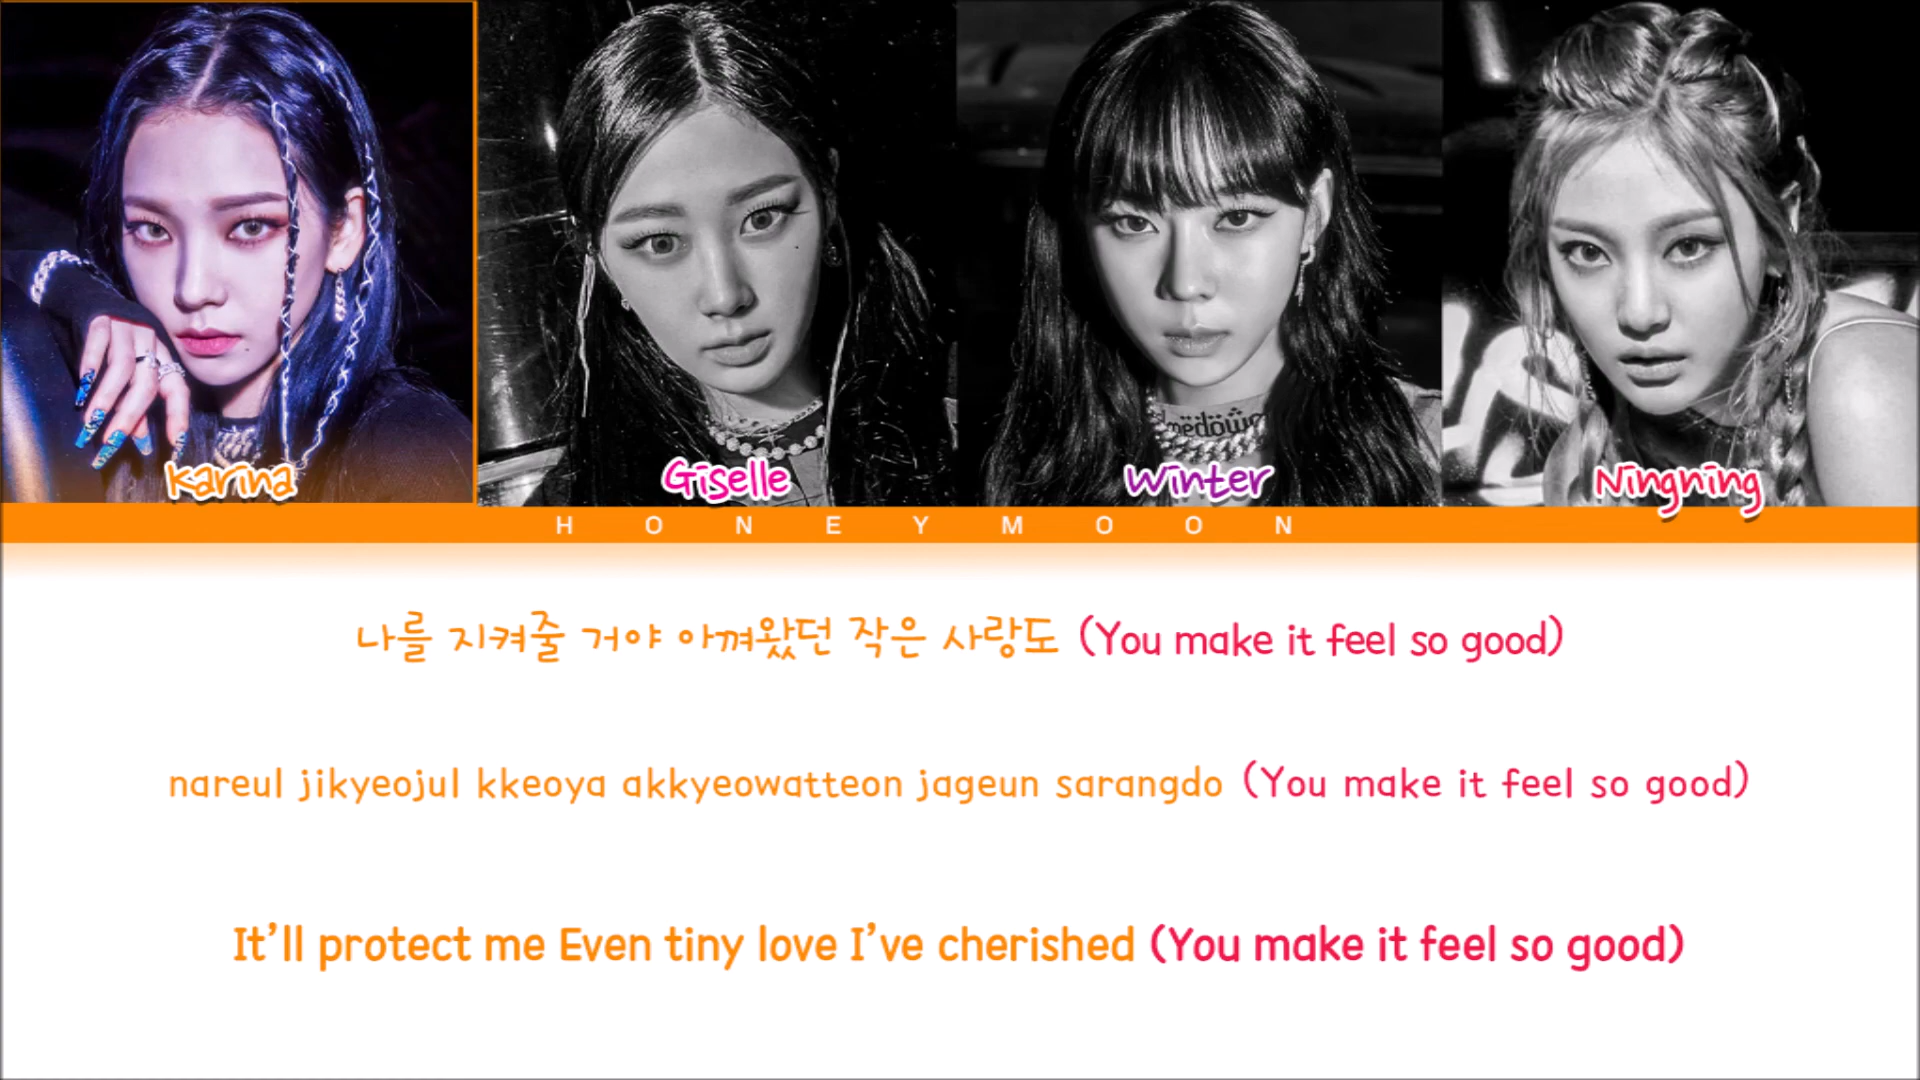 Karina
Giselle
Winter
Ningning
HONEYMOON
나를 지켜줄 거야 아껴왔던 작은 사랑도 (You make it feel so good)
nareul jikyeojul kkeoya akkyeowatteon jageun sarangdo (You make it feel so good)
It'll protect me Even tiny love I've cherished (You make it feel so good)